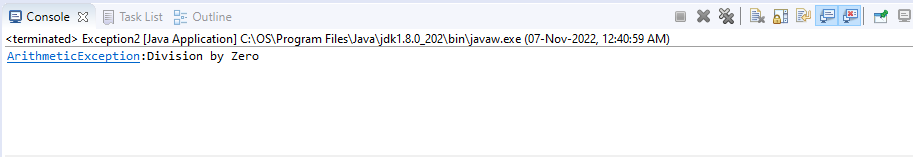 Console Task List Outline
<terminated> Exception2 [Java Application] C:\OS\Program Files\Java\jdk1.8.0_202\bin\javaw.exe (07-Nov-2022, 12:40:59 AM)
ArithmeticException:Division by Zero